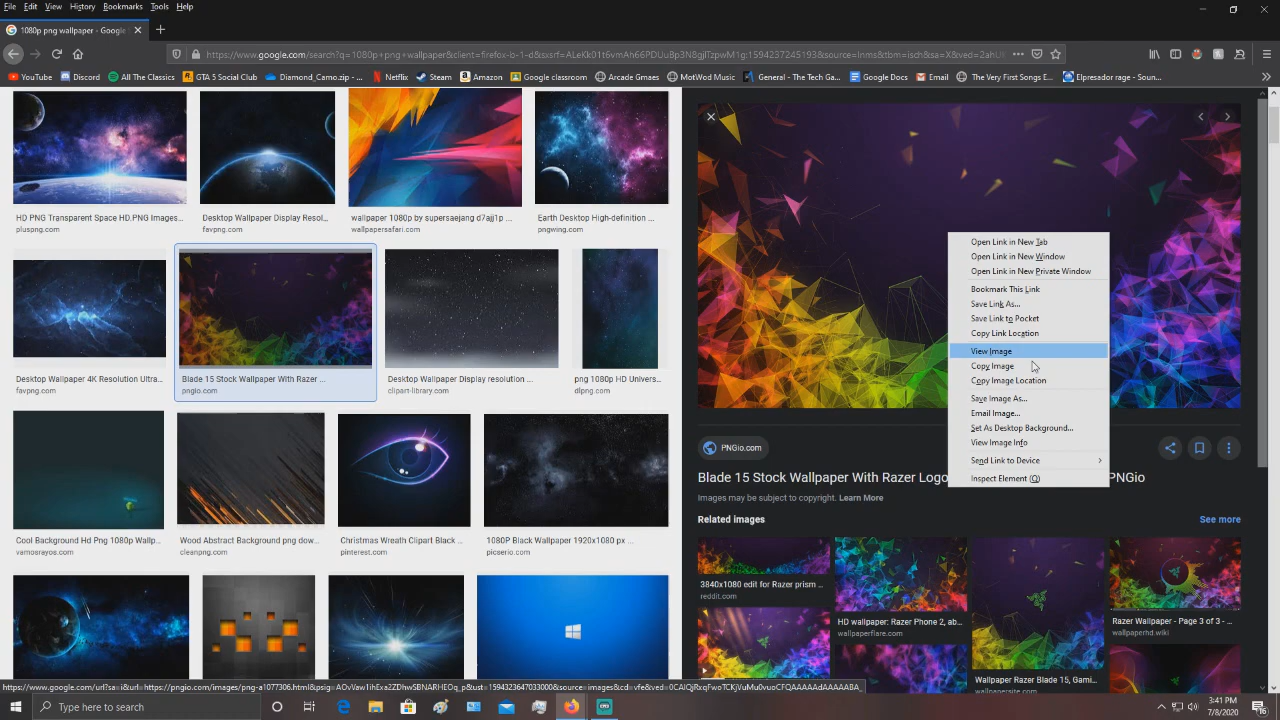 File Edit View History Bookmarks Tools Help
1080p png wallpaper - Google
1080p+png+wallpaper&client=firefox-b-1-d
YouTube Discord All The Classics GTA 5 Social Club Diamond_Camo.zip -... Netflix Steam Amazon Google classroom Arcade Gmaes MotWod Music General - The Tech Ga... Google Docs Email The Very First Songs E... Elpresador rage - Soun...
HD PNG Transparent Space HD.PNG Images...
pluspng.com
Desktop Wallpaper Display Resol...
favpng.com
wallpaper 1080p by supersaejang d7ajj1p ...
wallpapersafari.com
Earth Desktop High-definition ...
pngwing.com
Desktop Wallpaper 4K Resolution Ultra...
favpng.com
Blade 15 Stock Wallpaper With Razer ...
pngio.com
Desktop Wallpaper Display resolution ...
clipart-library.com
png 1080p HD Univers...
dlpng.com
Cool Background Hd Png 1080p Wallp...
vamosrayos.com
Wood Abstract Background png dow...
cleanpng.com
Christmas Wreath Clipart Black ...
pinterest.com
1080P Black Wallpaper 1920x1080 px ...
picserio.com
Open Link in New Tab
Open Link in New Window
Open Link in New Private Window
Bookmark This Link
Save Link As...
Save Link to Pocket
Copy Link Location
View Image
Copy Image
Copy Image Location
Save Image As...
Email Image...
Set As Desktop Background...
View Image Info
Send Link to Device
Inspect Element (Q)
PNGio.com
Blade 15 Stock Wallpaper With Razer Logo PNGio
Images may be subject to copyright. Learn More
Related images See more
3840x1080 edit for Razer prism ...
reddit.com
HD wallpaper: Razer Phone 2, ab...
wallpaperflare.com
Wallpaper Razer Blade 15, Gami...
wallpapersite.com
Razer Wallpaper - Page 3 of 3 - ...
wallpaperhd.wiki
Type here to search
3:41 PM
7/8/2020
6